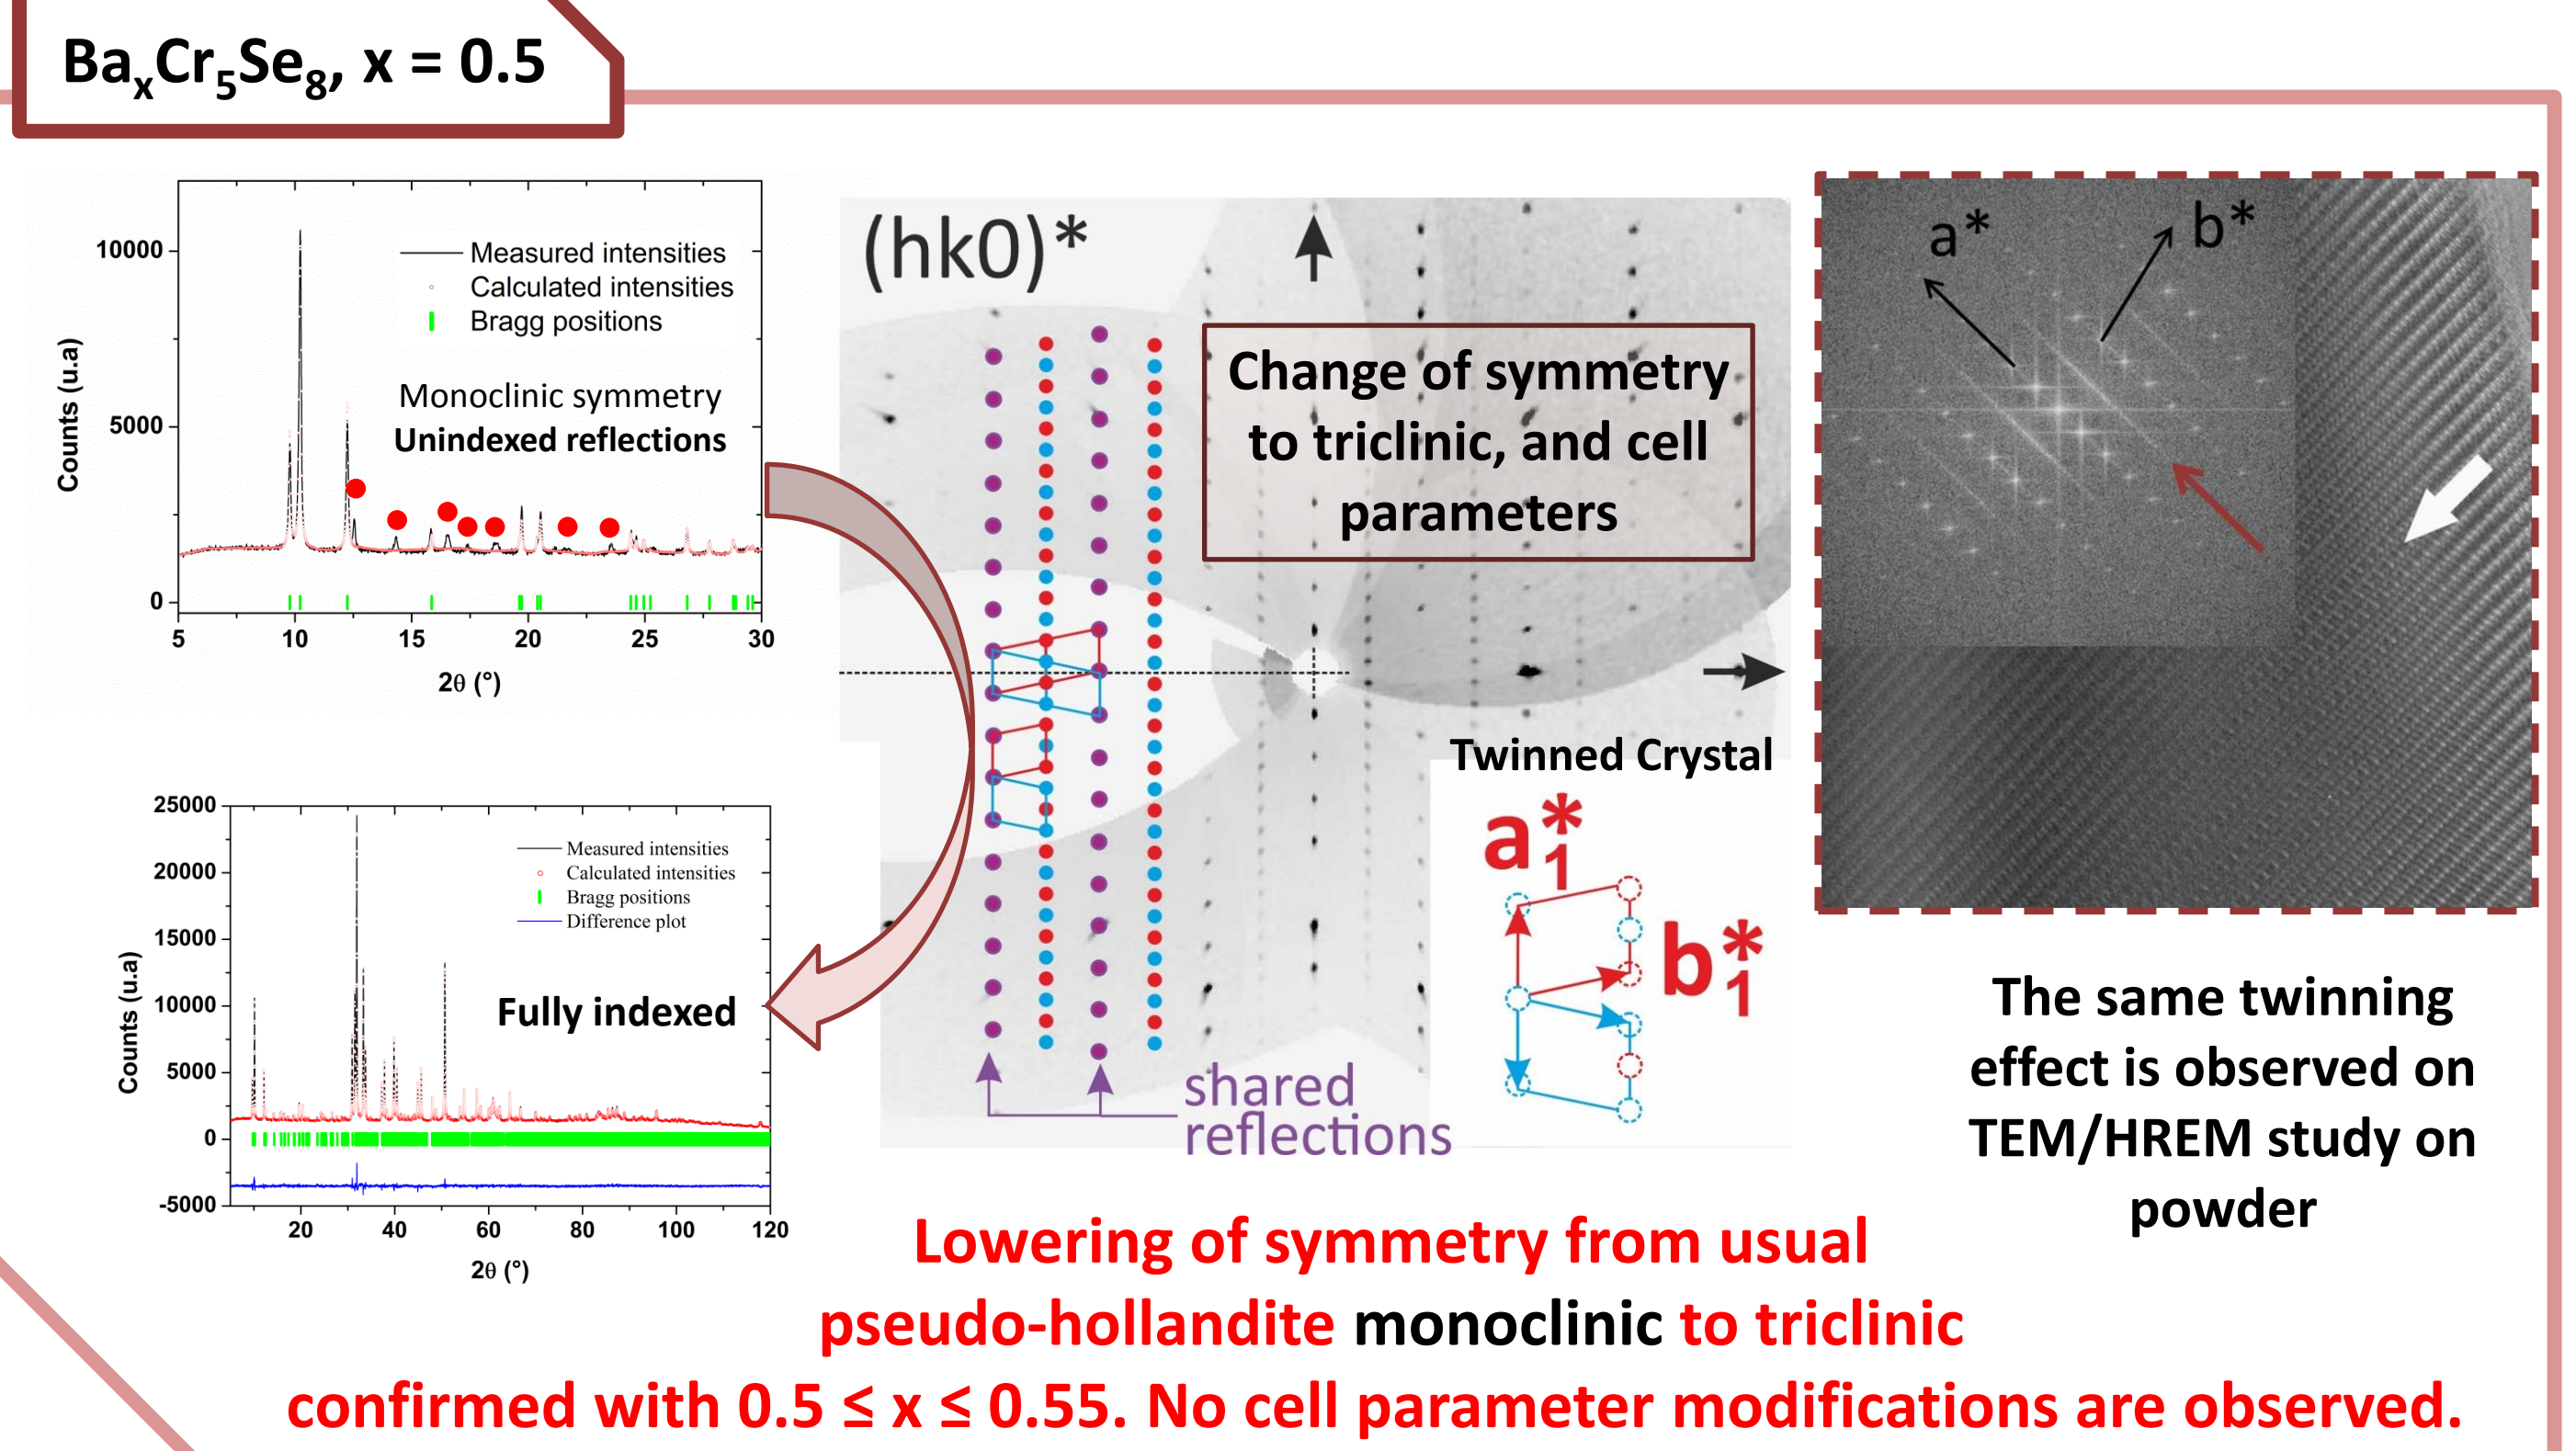 BaxCr5Se8, x = 0.5
10000
5000
0
Counts (u.a)
Measured intensities
Calculated intensities
Bragg positions
Monoclinic symmetry
Unindexed reflections
5 10 15 20 25 30
2θ (°)
25000
20000
15000
10000
5000
0
-5000
Counts (u.a)
Measured intensities
Calculated intensities
Bragg positions
Difference plot
Fully indexed
20 40 60 80 100 120
2θ (°)
(hk0)*
Change of symmetry
to triclinic, and cell
parameters
Twinned Crystal
a*1
b*1
shared
reflections
a*
b*
The same twinning
effect is observed on
TEM/HREM study on
powder
Lowering of symmetry from usual
pseudo-hollandite monoclinic to triclinic
confirmed with 0.5 ≤ x ≤ 0.55. No cell parameter modifications are observed.